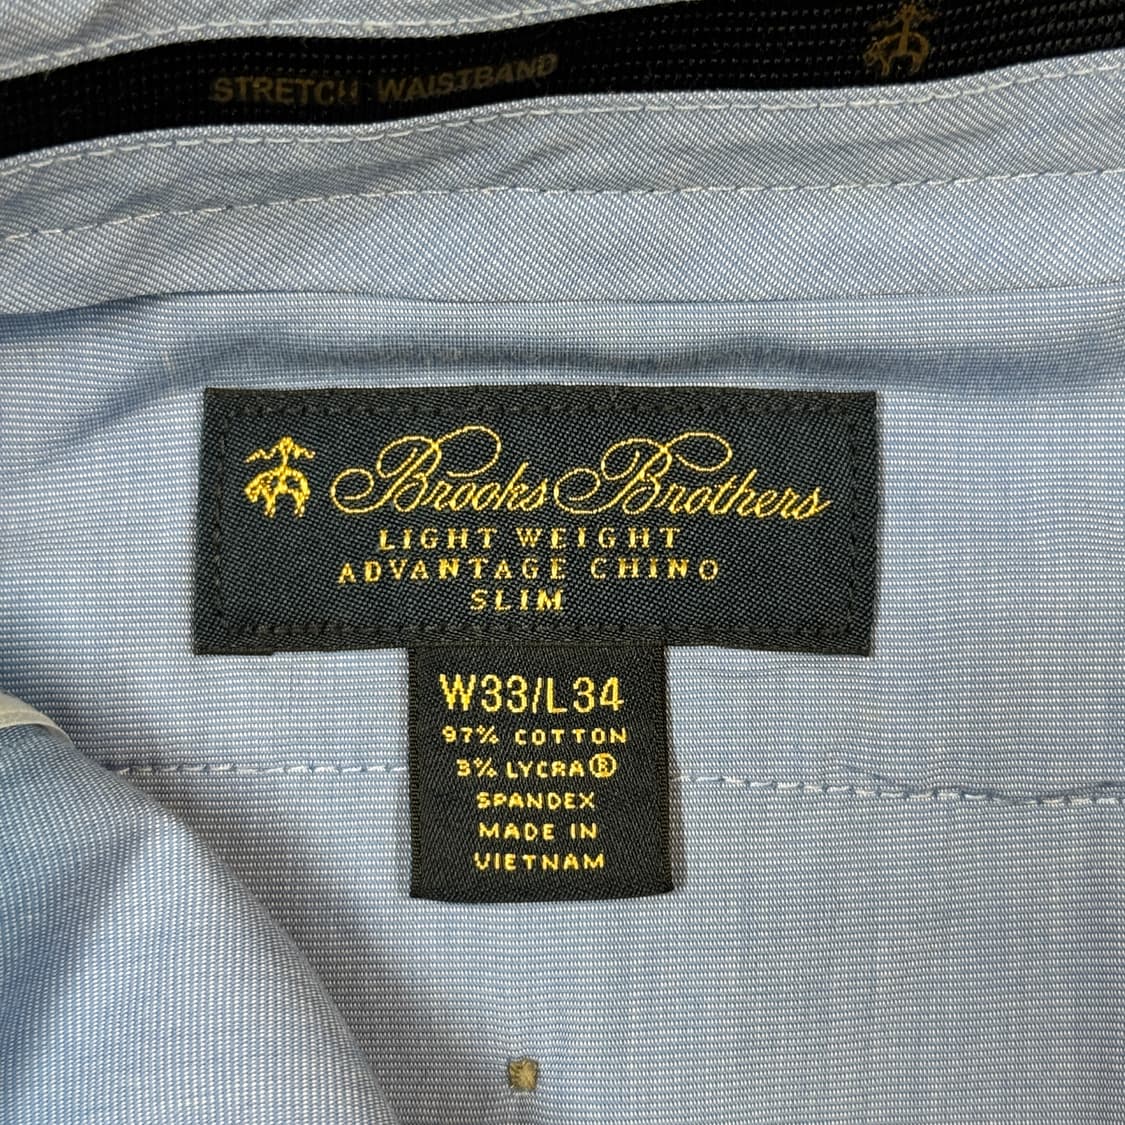 STRETCH WAISTBAND
Brooks Brothers
LIGHT WEIGHT
ADVANTAGE CHINO
SLIM
W33/L34
97% COTTON
3% LYCRA®
SPANDEX
MADE IN
VIETNAM